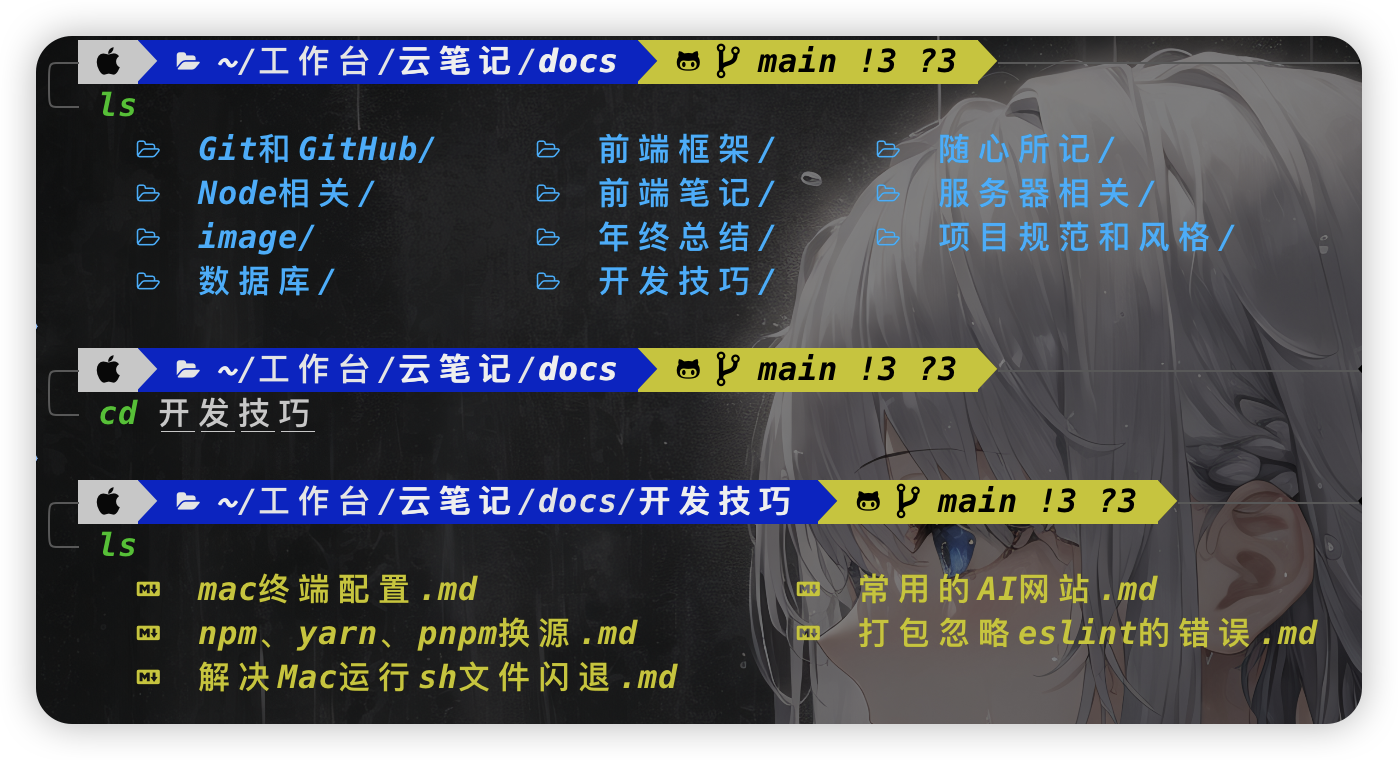 ~/工作台/云笔记/docs main !3 ?3
ls
Git和GitHub/ 前端框架/ 随心所记/
Node相关/ 前端笔记/ 服务器相关/
image/ 年终总结/ 项目规范和风格/
数据库/ 开发技巧/
~/工作台/云笔记/docs main !3 ?3
cd 开发技巧
~/工作台/云笔记/docs/开发技巧 main !3 ?3
ls
mac终端配置.md 常用的AI网站.md
npm、yarn、pnpm换源.md 打包忽略eslint的错误.md
解决Mac运行sh文件闪退.md